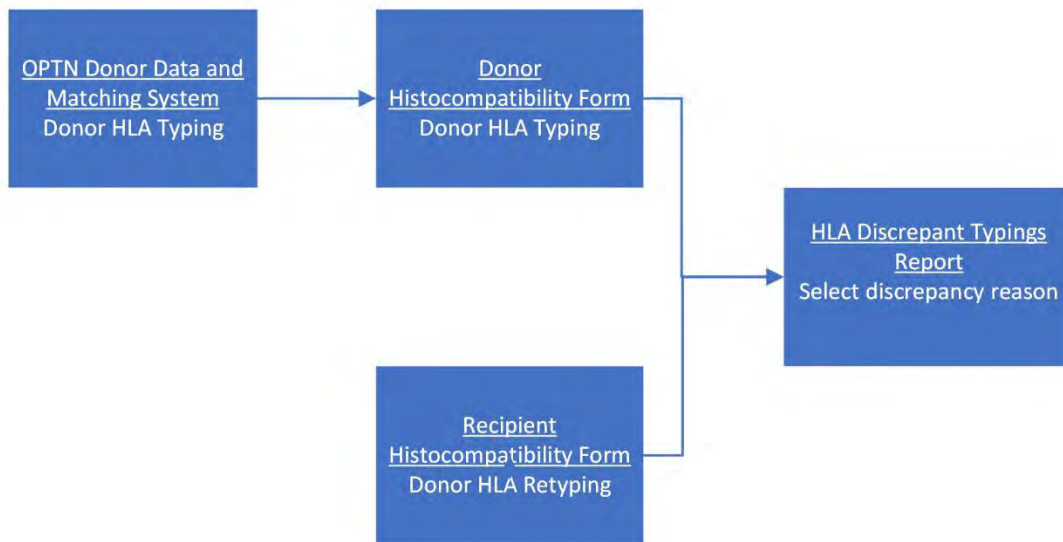 OPTN Donor Data and
Matching System
Donor HLA Typing
Donor
Histocompatibility Form
Donor HLA Typing
HLA Discrepant Typings
Report
Select discrepancy reason
Recipient
Histocompatibility Form
Donor HLA Retyping